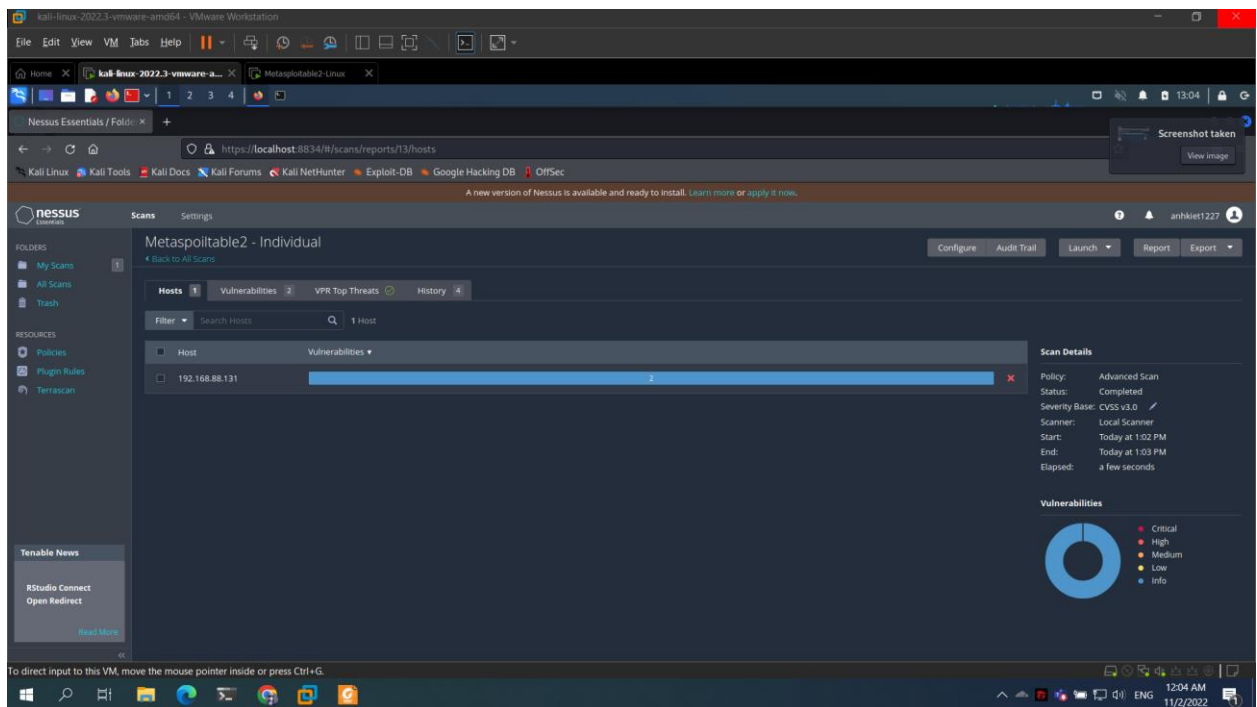 kali-linux-2022.3-vmware-amd64 - VMware Workstation
File Edit View VM Tabs Help
Home kali-linux-2022.3-vmware-a... Metasploitable2-Linux
1 2 3 4 13:04
Nessus Essentials / Folde
Screenshot taken
View image
https://localhost:8834/#/scans/reports/13/hosts
Kali Linux Kali Tools Kali Docs Kali Forums Kali NetHunter Exploit-DB Google Hacking DB OffSec
A new version of Nessus is available and ready to install. Learn more or apply it now.
nessus Essentials Scans Settings anhkiet1227
FOLDERS
My Scans 1
All Scans
Trash
RESOURCES
Policies
Plugin Rules
Terrascan
Tenable News
RStudio Connect
Open Redirect
Read More
Metaspoiltable2 - Individual
Back to All Scans
Configure Audit Trail Launch Report Export
Hosts 1 Vulnerabilities 2 VPR Top Threats History 4
Filter Search Hosts 1 Host
Host Vulnerabilities
192.168.88.131 2
Scan Details
Policy: Advanced Scan
Status: Completed
Severity Base: CVSS v3.0
Scanner: Local Scanner
Start: Today at 1:02 PM
End: Today at 1:03 PM
Elapsed: a few seconds
Vulnerabilities
Critical
High
Medium
Low
Info
To direct input to this VM, move the mouse pointer inside or press Ctrl+G.
ENG 12:04 AM
11/2/2022
1